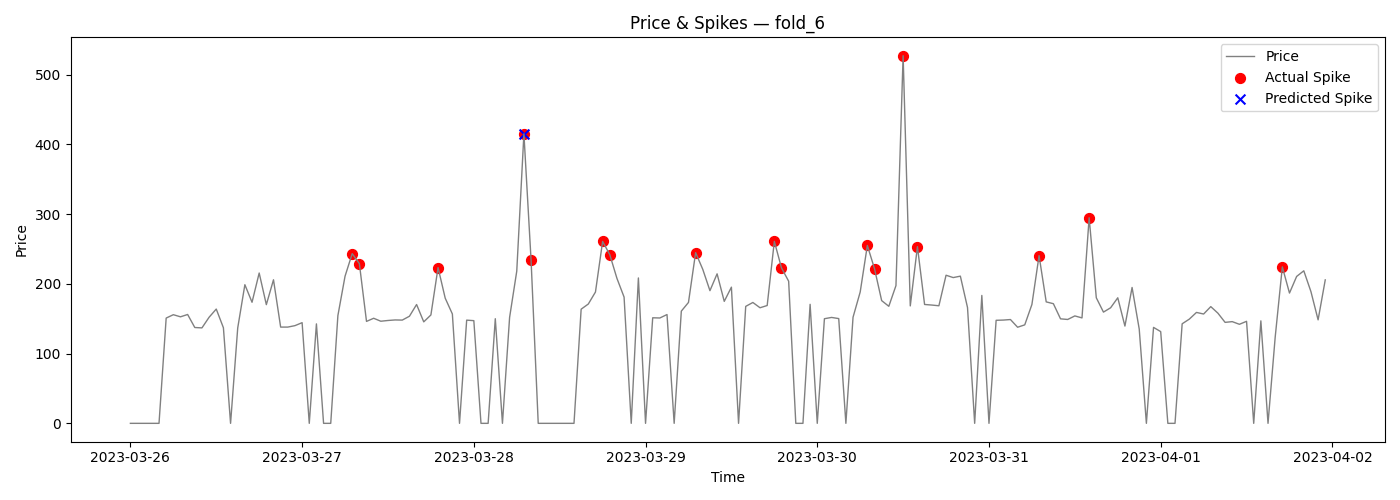 Price & Spikes — fold_6
Price
Actual Spike
Predicted Spike
500
400
300
200
100
0
Price
2023-03-26
2023-03-27
2023-03-28
2023-03-29
2023-03-30
2023-03-31
2023-04-01
2023-04-02
Time